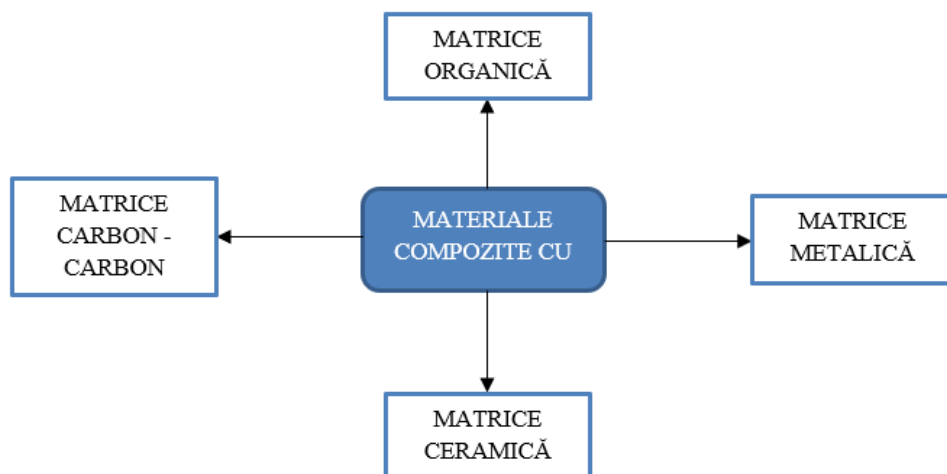 MATRICE
ORGANICĂ
MATRICE
CARBON -
CARBON
MATERIALE
COMPOZITE CU
MATRICE
METALICĂ
MATRICE
CERAMICĂ